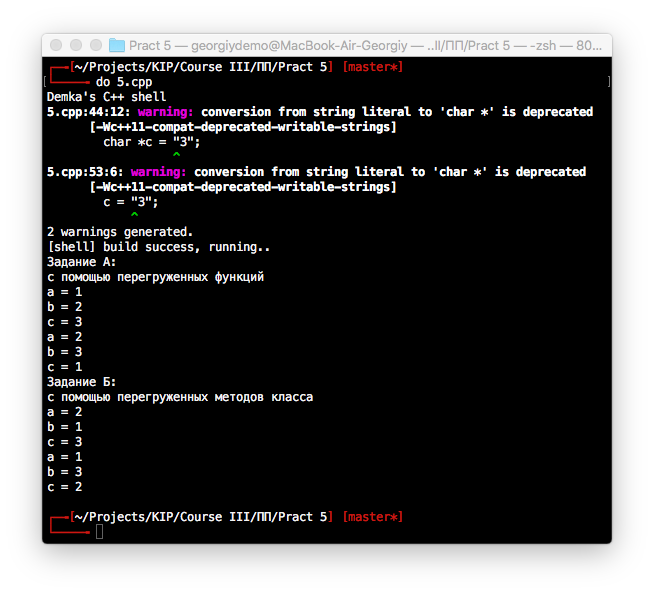 Pract 5 — georgiydemo@MacBook-Air-Georgiy — ..II/ПП/Pract 5 — -zsh — 80...
[~/Projects/KIP/Course III/ПП/Pract 5] [master*]
do 5.cpp
Demka's C++ shell
5.cpp:44:12: warning: conversion from string literal to 'char *' is deprecated
[-Wc++11-compat-deprecated-writable-strings]
char *c = "3";
^
5.cpp:53:6: warning: conversion from string literal to 'char *' is deprecated
[-Wc++11-compat-deprecated-writable-strings]
c = "3";
^
2 warnings generated.
[shell] build success, running..
Задание А:
с помощью перегруженных функций
a = 1
b = 2
c = 3
a = 2
b = 3
c = 1
Задание Б:
с помощью перегруженных методов класса
a = 2
b = 1
c = 3
a = 1
b = 3
c = 2
[~/Projects/KIP/Course III/ПП/Pract 5] [master*]